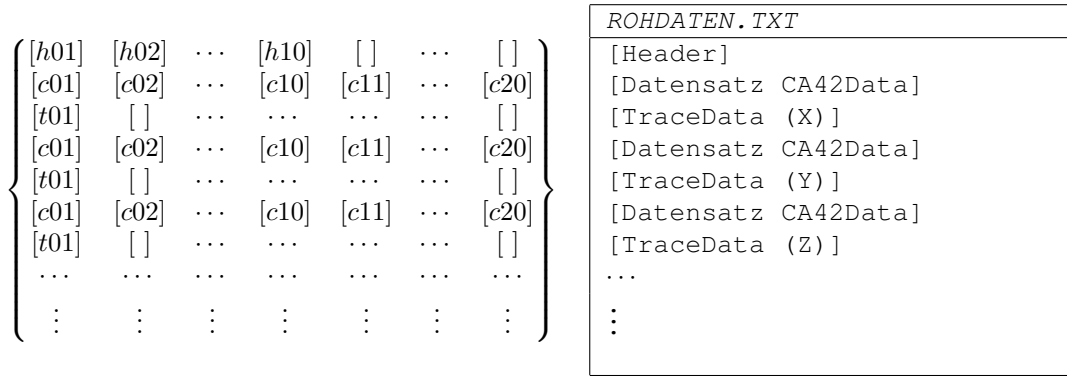 ROHDATEN.TXT
[h01] [h02] ⋯ [h10] [ ] ⋯ [ ] [Header]
[c01] [c02] ⋯ [c10] [c11] ⋯ [c20] [Datensatz CA42Data]
[t01] [ ] ⋯ ⋯ ⋯ ⋯ [ ] [TraceData (X)]
[c01] [c02] ⋯ [c10] [c11] ⋯ [c20] [Datensatz CA42Data]
[t01] [ ] ⋯ ⋯ ⋯ ⋯ [ ] [TraceData (Y)]
[c01] [c02] ⋯ [c10] [c11] ⋯ [c20] [Datensatz CA42Data]
[t01] [ ] ⋯ ⋯ ⋯ ⋯ [ ] [TraceData (Z)]
⋯ ⋯ ⋯ ⋯ ⋯ ⋯ ⋯ ⋯
⋮ ⋮ ⋮ ⋮ ⋮ ⋮ ⋮ ⋮